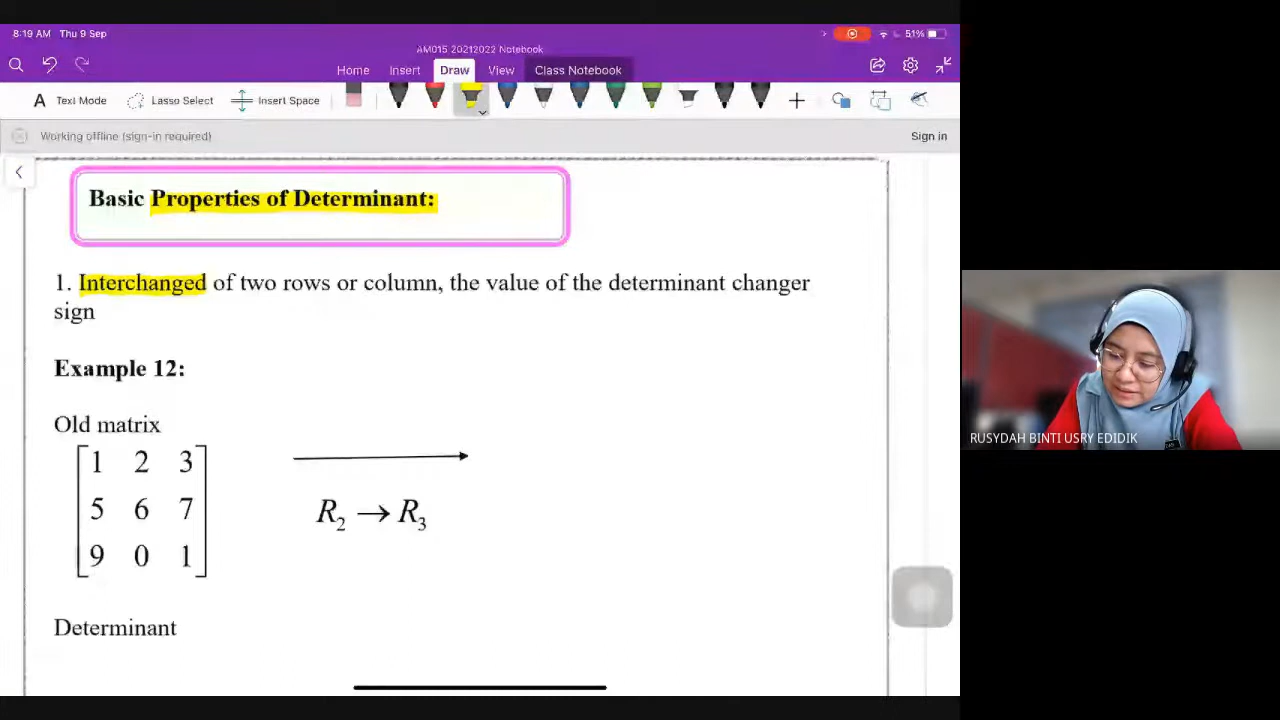 8:19 AM Thu 9 Sep
51%
AM015 20212022 Notebook
Home Insert Draw View Class Notebook
A Text Mode Lasso Select Insert Space
Working offline (sign-in required) Sign in
Basic Properties of Determinant:
1. Interchanged of two rows or column, the value of the determinant changer
sign
Example 12:
Old matrix
1 2 3
5 6 7
9 0 1
R₂ → R₃
Determinant
RUSYDAH BINTI USRY EDIDIK